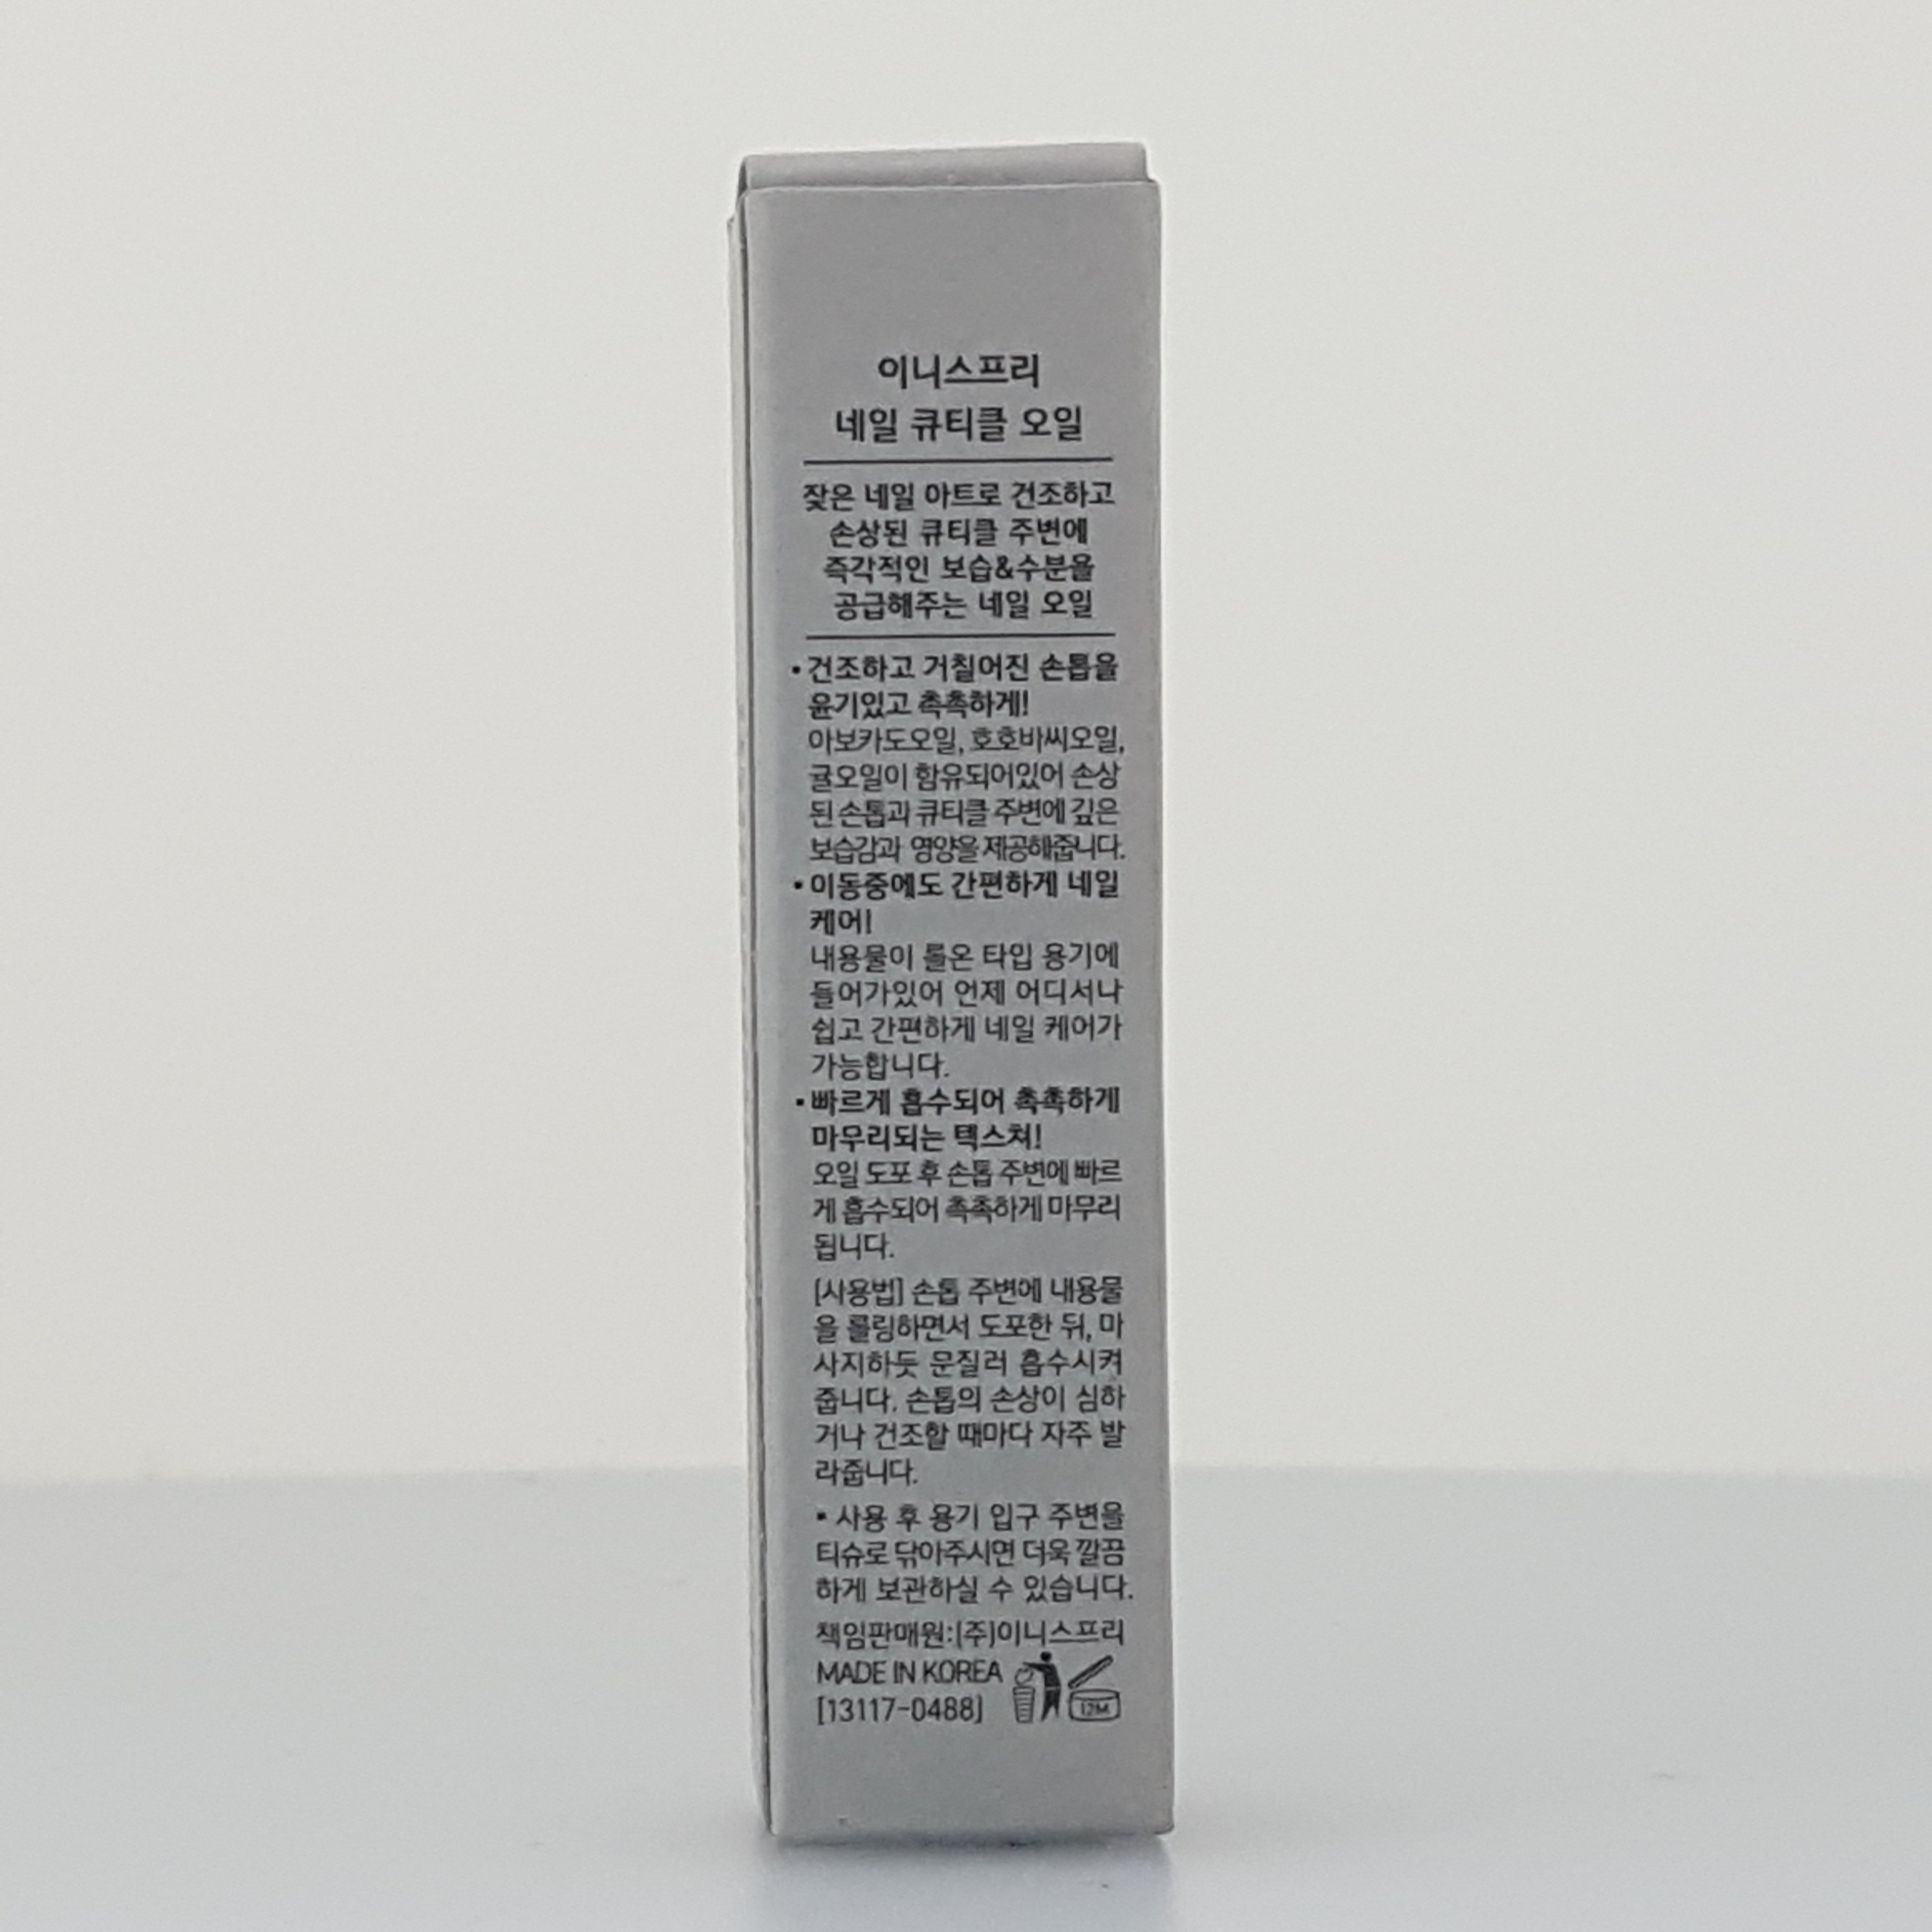 이니스프리
네일 큐티클 오일
잦은 네일 아트로 건조하고
손상된 큐티클 주변에
즉각적인 보습&수분을
공급해주는 네일 오일
▪건조하고 거칠어진 손톱을
윤기있고 촉촉하게!
아보카도오일, 호호바씨오일,
귤오일이 함유되어있어 손상
된 손톱과 큐티클 주변에 깊은
보습감과 영양을 제공해줍니다.
▪이동중에도 간편하게 네일
케어!
내용물이 롤온 타입 용기에
들어가있어 언제 어디서나
쉽고 간편하게 네일 케어가
가능합니다.
▪빠르게 흡수되어 촉촉하게
마무리되는 텍스쳐!
오일 도포 후 손톱 주변에 빠르
게 흡수되어 촉촉하게 마무리
됩니다.
[사용법] 손톱 주변에 내용물
을 롤링하면서 도포한 뒤, 마
사지하듯 문질러 흡수시켜
줍니다. 손톱의 손상이 심하
거나 건조할 때마다 자주 발
라줍니다.
▪ 사용 후 용기 입구 주변을
티슈로 닦아주시면 더욱 깔끔
하게 보관하실 수 있습니다.
책임판매원:(주)이니스프리
MADE IN KOREA
[13117-0488]
12M